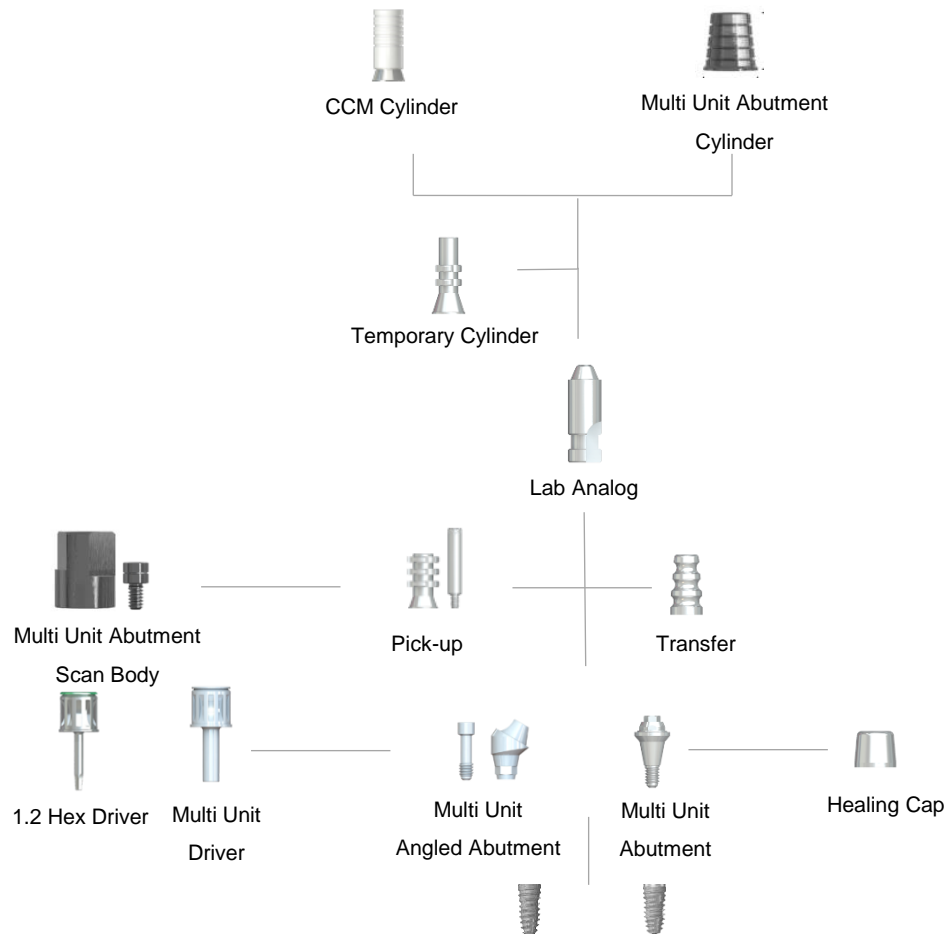 CCM Cylinder
Multi Unit Abutment
Cylinder
Temporary Cylinder
Lab Analog
Multi Unit Abutment
Scan Body
Pick-up
Transfer
1.2 Hex Driver
Multi Unit
Driver
Multi Unit
Angled Abutment
Multi Unit
Abutment
Healing Cap